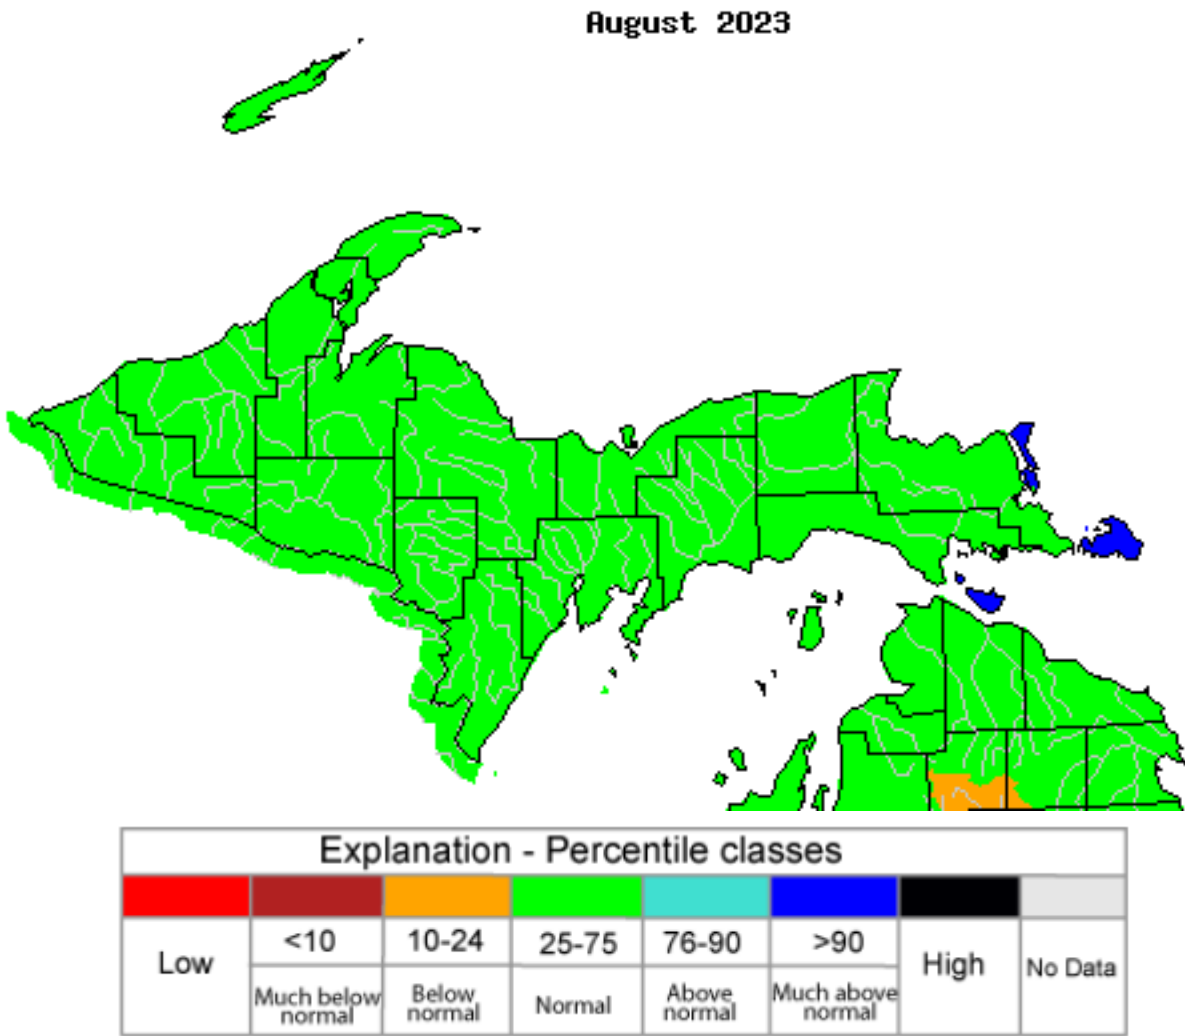 August 2023
Explanation - Percentile classes
Low
<10
10-24
25-75
76-90
>90
High
No Data
Much below
normal
Below
normal
Normal
Above
normal
Much above
normal